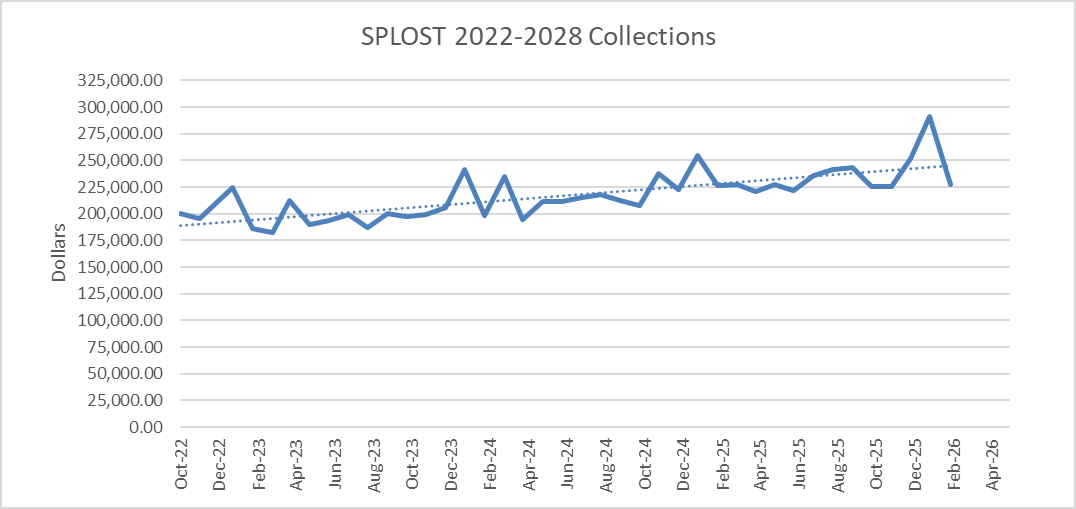 SPLOST 2022-2028 Collections
Dollars
325,000.00
300,000.00
275,000.00
250,000.00
225,000.00
200,000.00
175,000.00
150,000.00
125,000.00
100,000.00
75,000.00
50,000.00
25,000.00
0.00
Oct-22
Dec-22
Feb-23
Apr-23
Jun-23
Aug-23
Oct-23
Dec-23
Feb-24
Apr-24
Jun-24
Aug-24
Oct-24
Dec-24
Feb-25
Apr-25
Jun-25
Aug-25
Oct-25
Dec-25
Feb-26
Apr-26